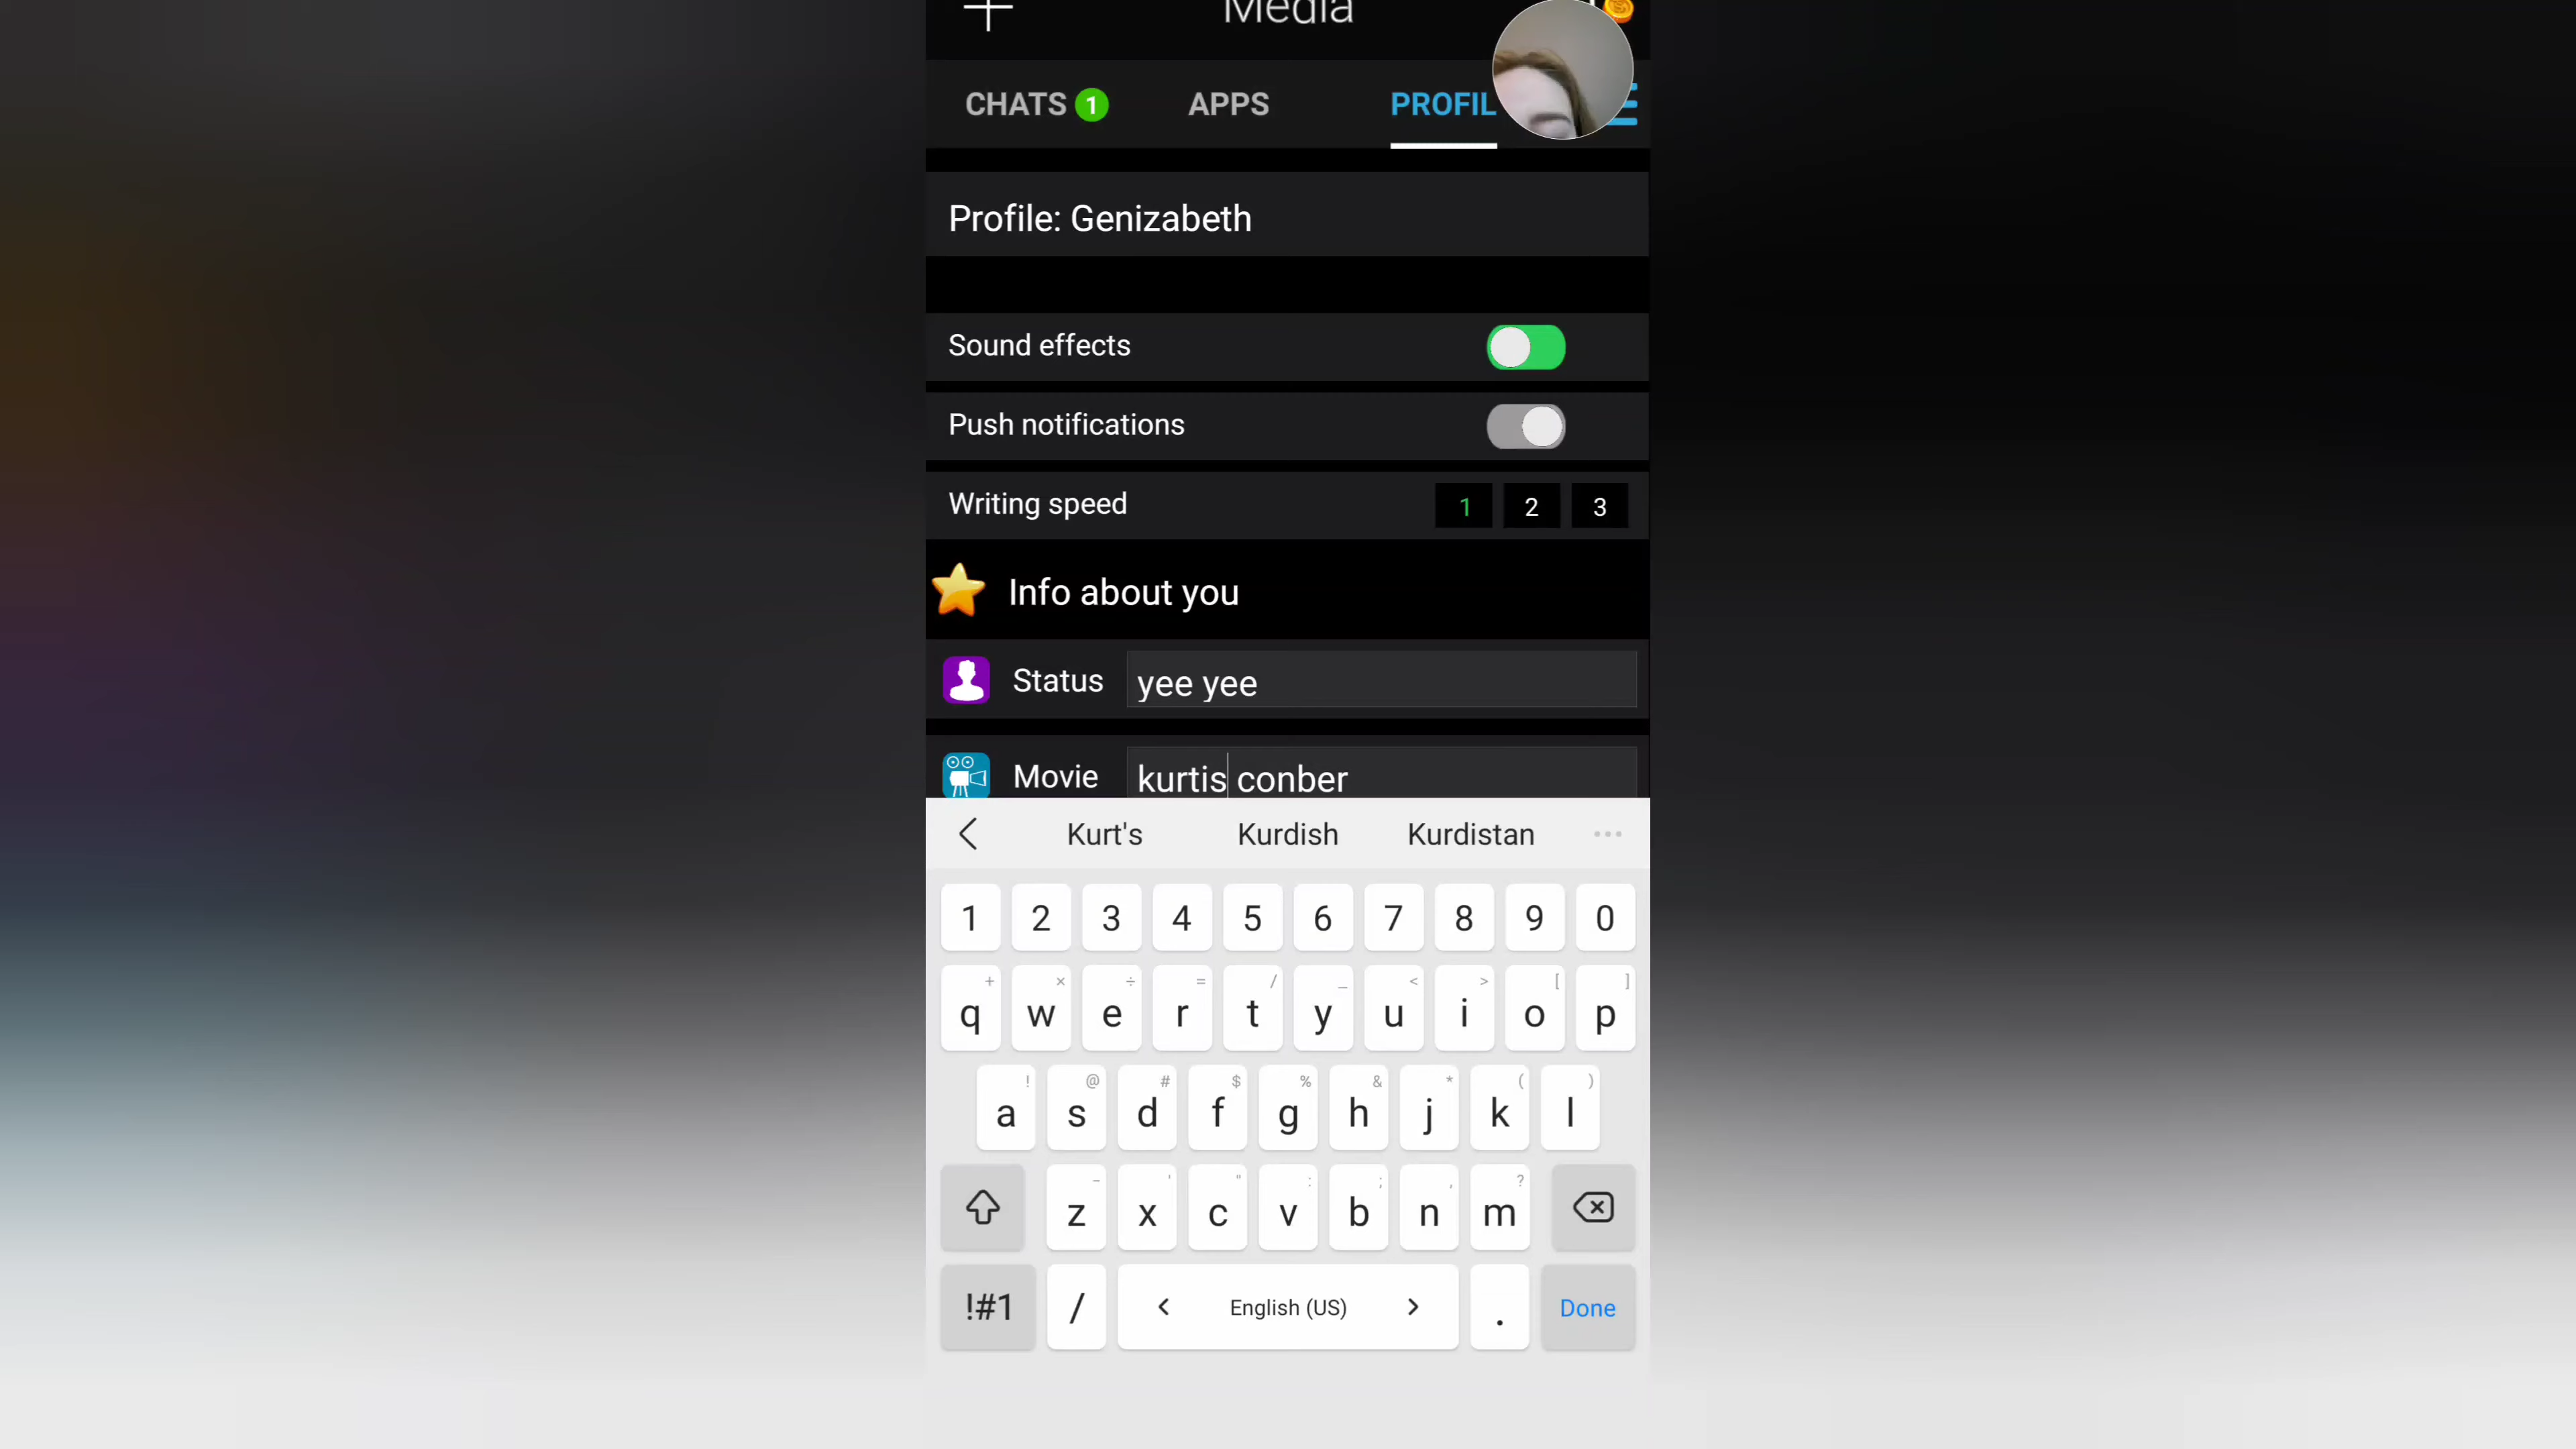 Media
CHATS 1 APPS PROFIL
Profile: Genizabeth
Sound effects
Push notifications
Writing speed 1 2 3
Info about you
Status yee yee
Movie kurtis conber
Kurt's Kurdish Kurdistan ...
1 2 3 4 5 6 7 8 9 0
+ × ÷ = / _ < > [ ]
q w e r t y u i o p
! @ # $ % & * ( )
a s d f g h j k l
- ' " : ; , ?
z x c v b n m
!#1 / < English (US) > . Done